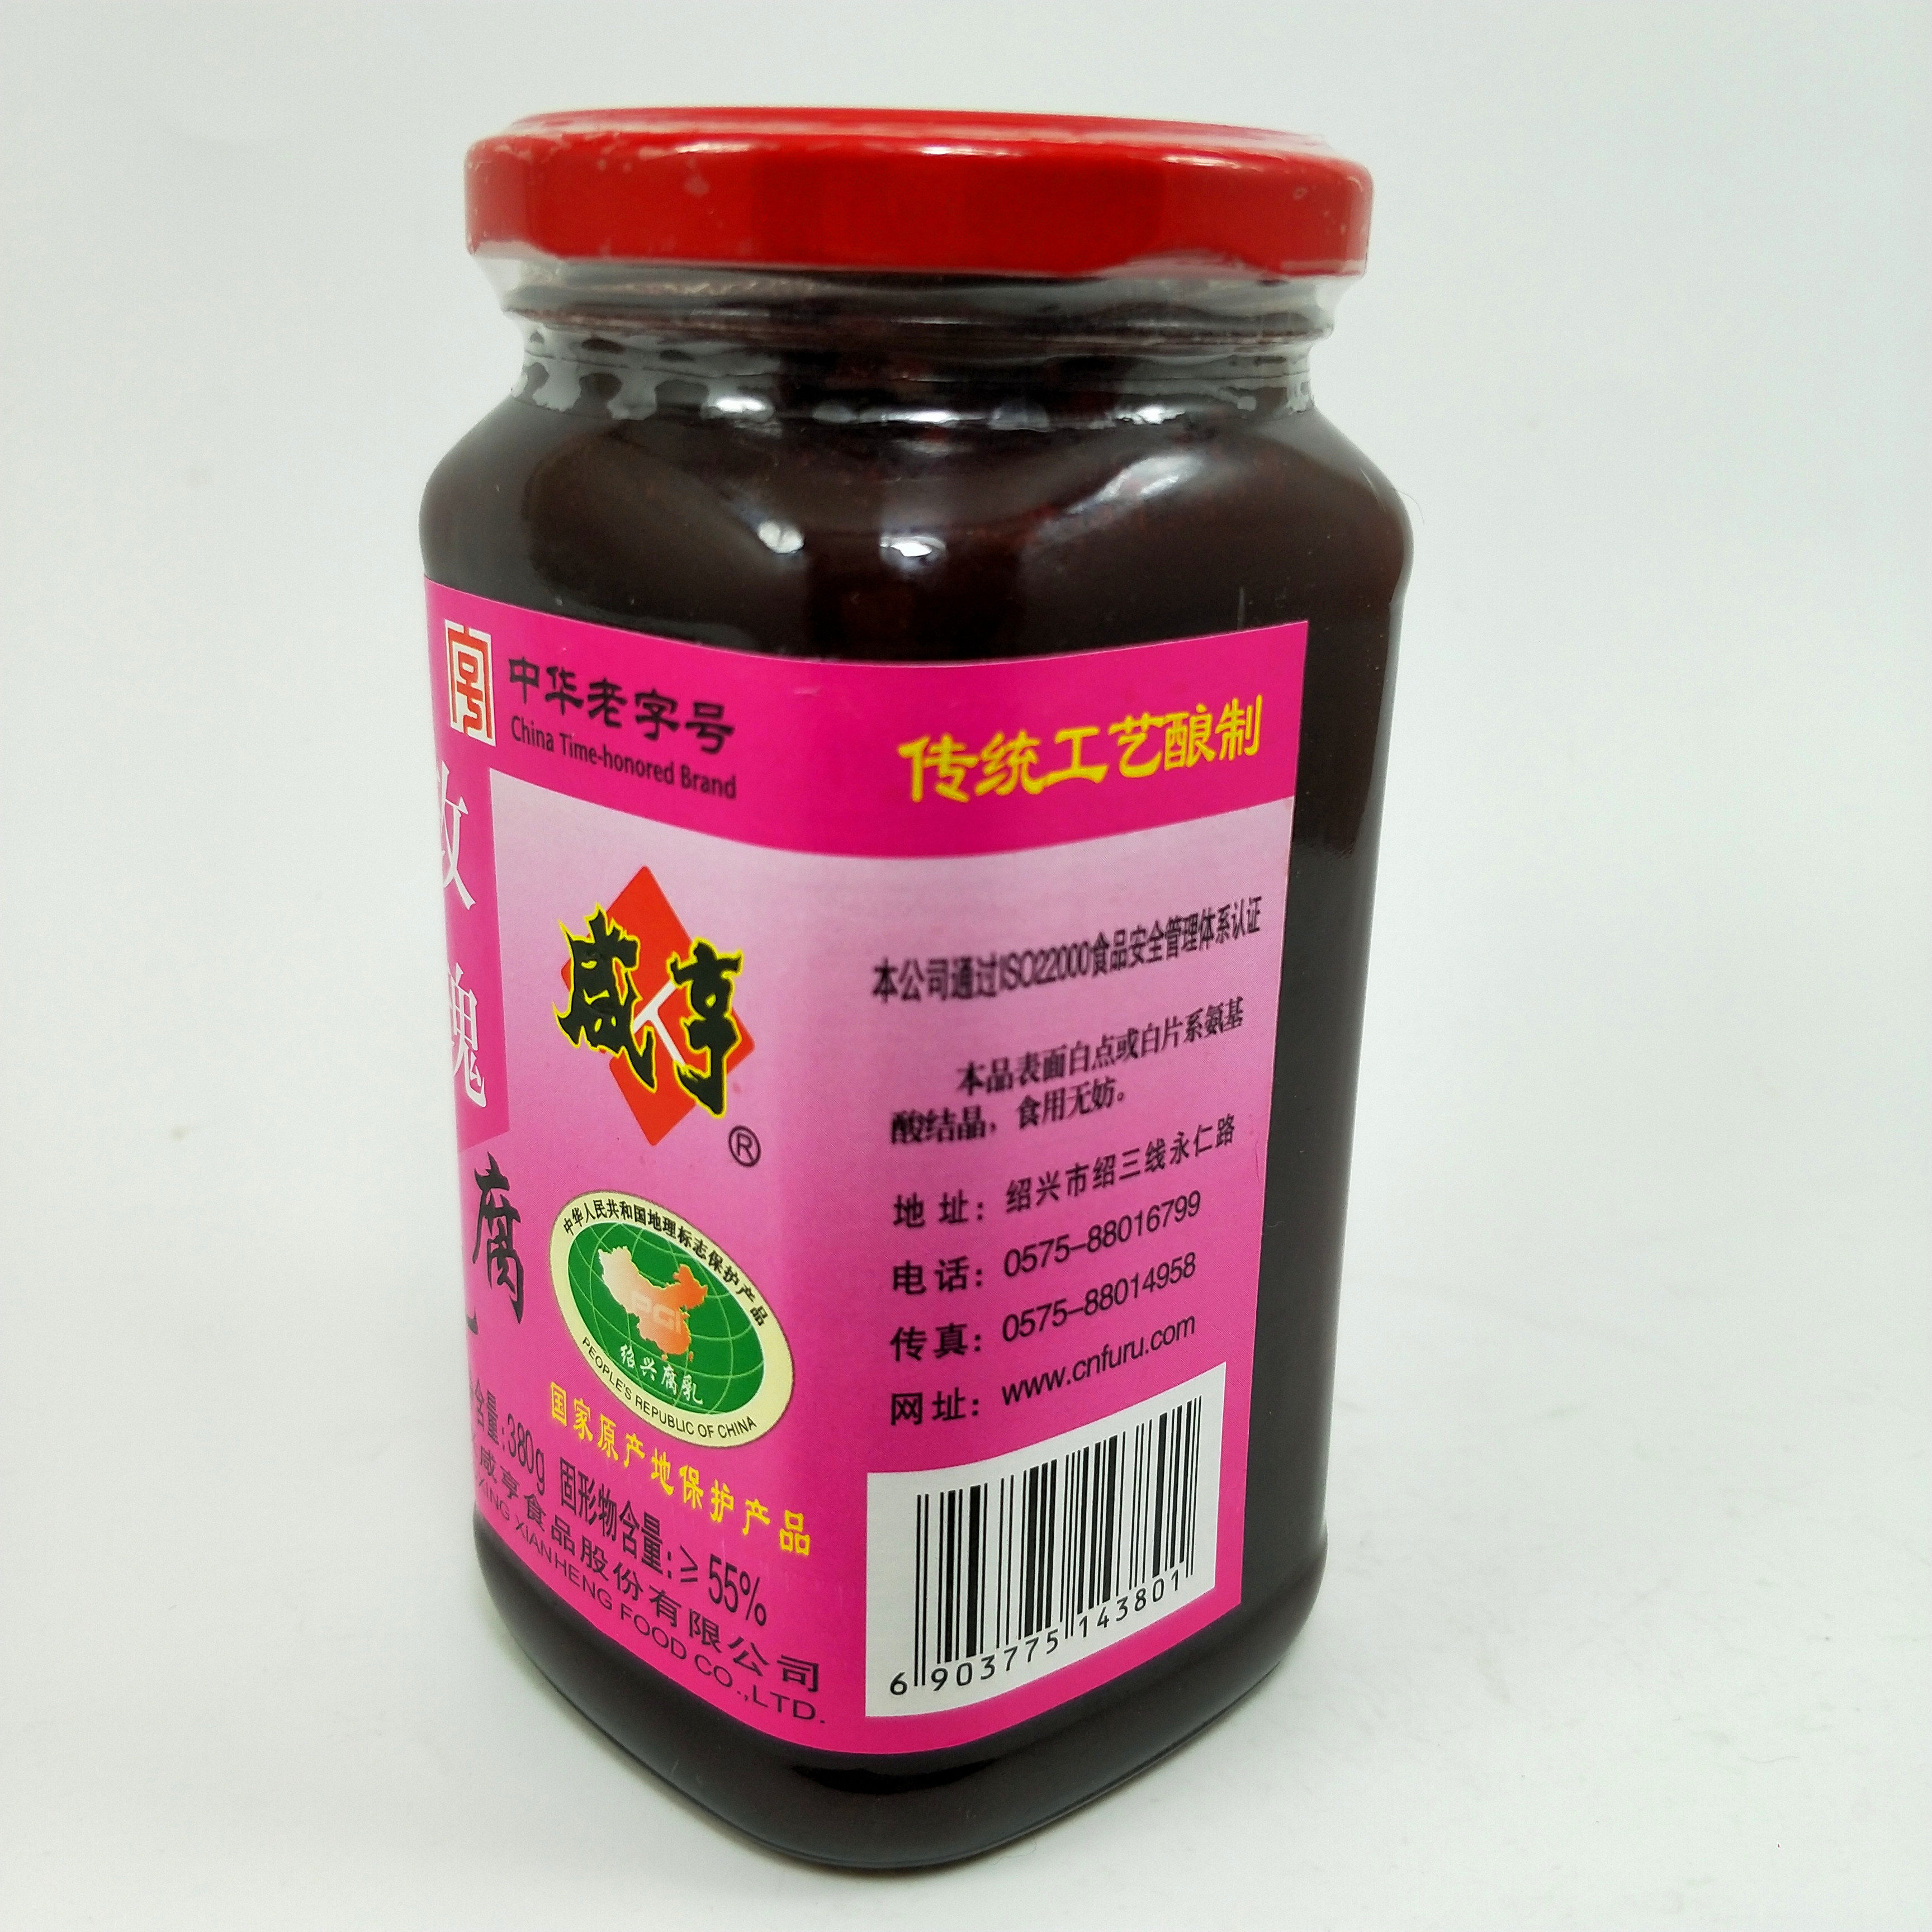 号
中华老字号
China Time-honored Brand
玫
瑰
腐
咸亨
®
中华人民共和国地理标志保护产品
PGI
绍兴腐乳
PEOPLE'S REPUBLIC OF CHINA
国家原产地保护产品
含量:380g 固形物含量:≥55%
咸亨食品股份有限公司
XING XIANHENG FOOD CO.,LTD.
传统工艺酿制
本公司通过ISO22000食品安全管理体系认证
本品表面白点或白片系氨基
酸结晶，食用无妨。
地址：绍兴市绍三线永仁路
电话：0575-88016799
传真：0575-88014958
网址：www.cnfuru.com
6 903775 143801